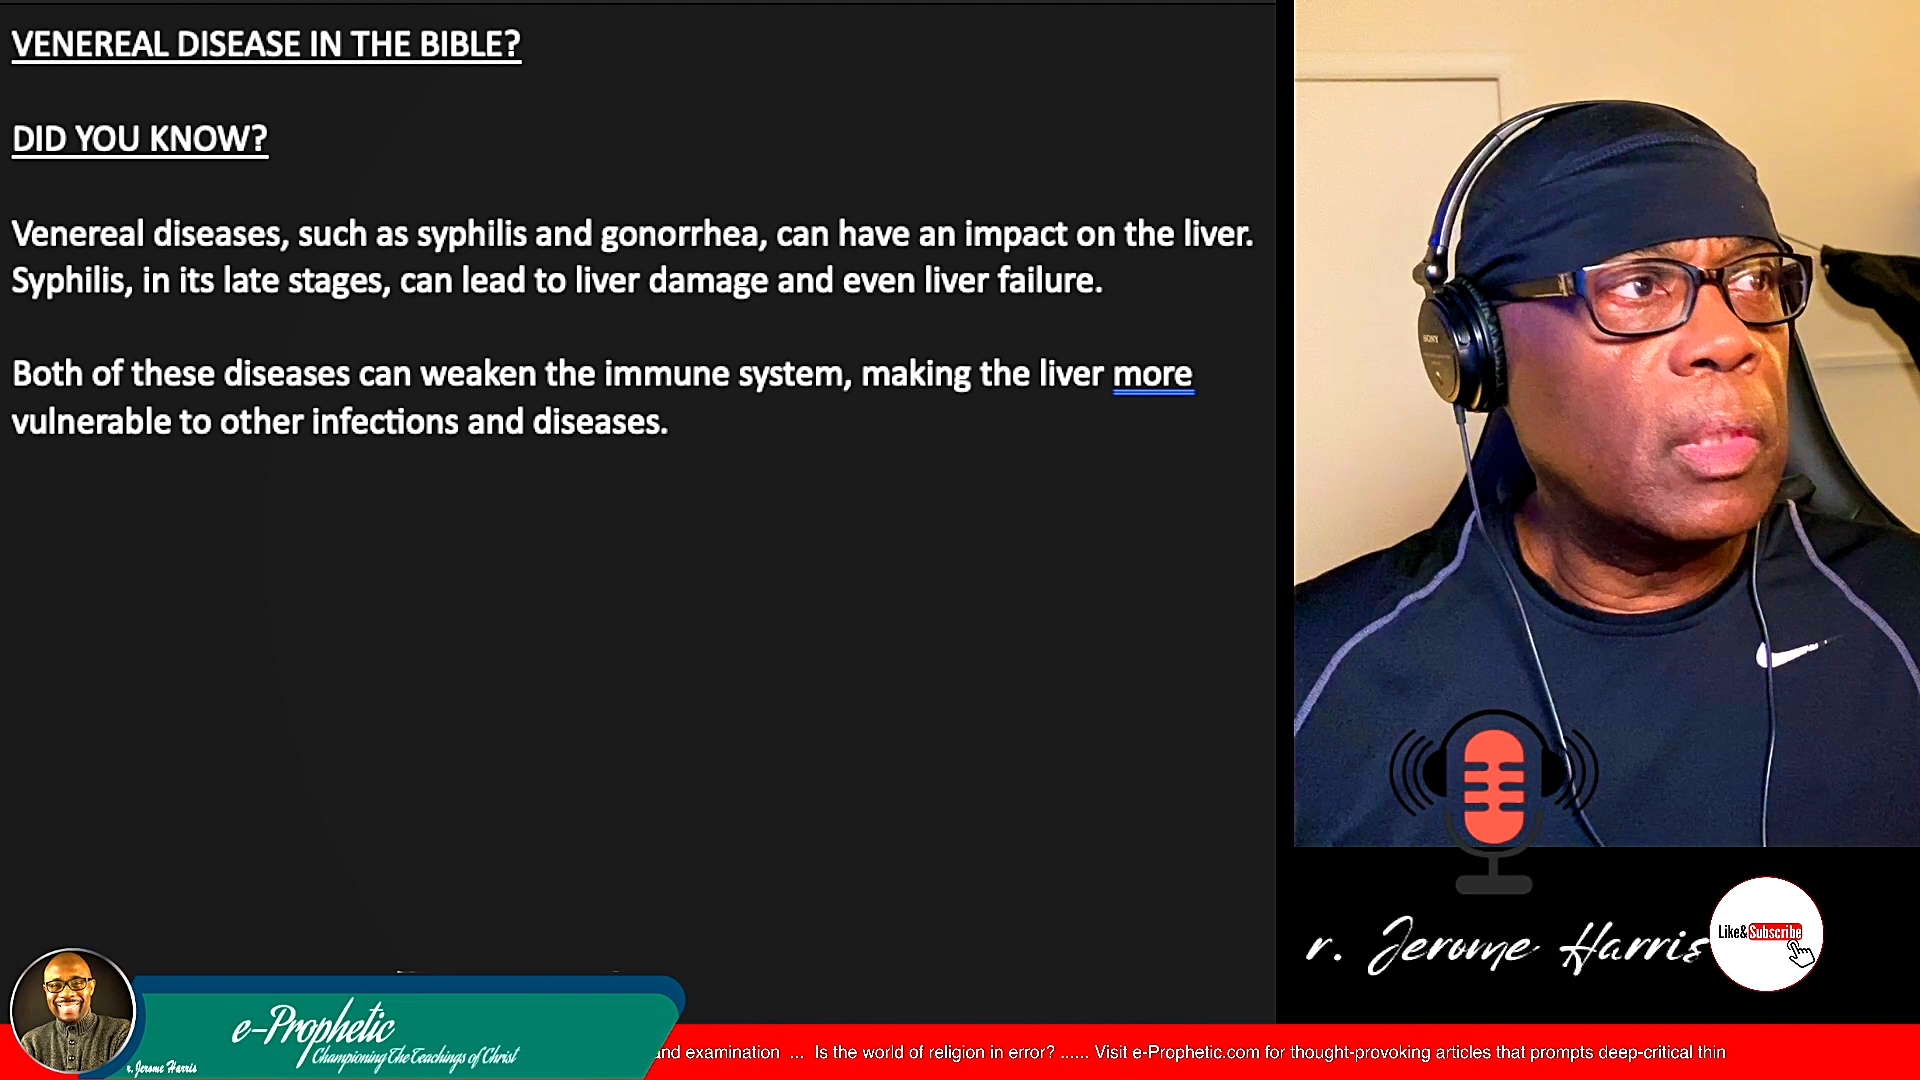 VENEREAL DISEASE IN THE BIBLE?
DID YOU KNOW?
Venereal diseases, such as syphilis and gonorrhea, can have an impact on the liver.
Syphilis, in its late stages, can lead to liver damage and even liver failure.
Both of these diseases can weaken the immune system, making the liver more
vulnerable to other infections and diseases.
SONY
r. Jerome Harris
Like& Subscribe
e-Prophetic
Championing The Teachings of Christ
r. Jerome Harris
nd examination ... Is the world of religion in error? ...... Visit e-Prophetic.com for thought-provoking articles that prompts deep-critical thin